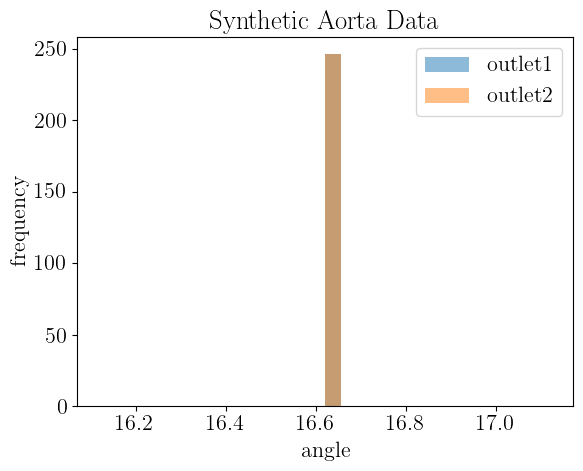 Synthetic Aorta Data
250
200
150
100
50
0
frequency
outlet1
outlet2
16.2 16.4 16.6 16.8 17.0
angle